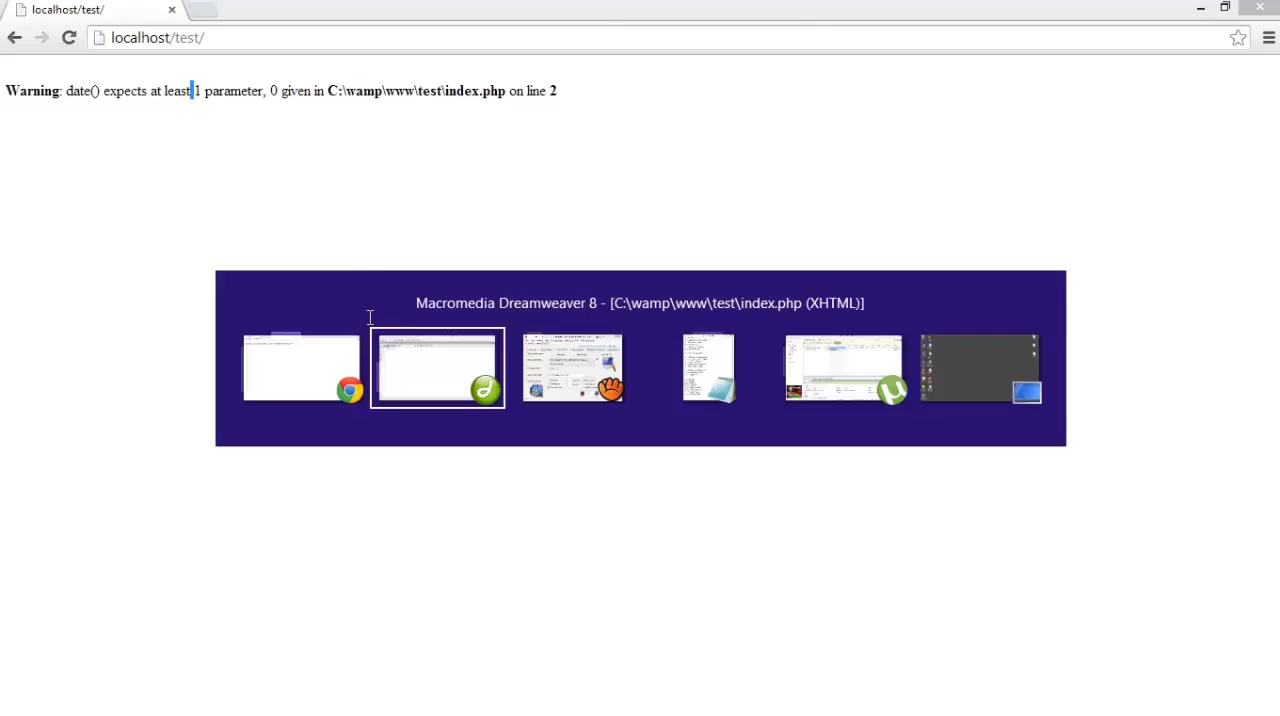 localhost/test/
localhost/test/
Warning: date() expects at least 1 parameter, 0 given in C:\wamp\www\test\index.php on line 2
Macromedia Dreamweaver 8 - [C:\wamp\www\test\index.php (XHTML)]